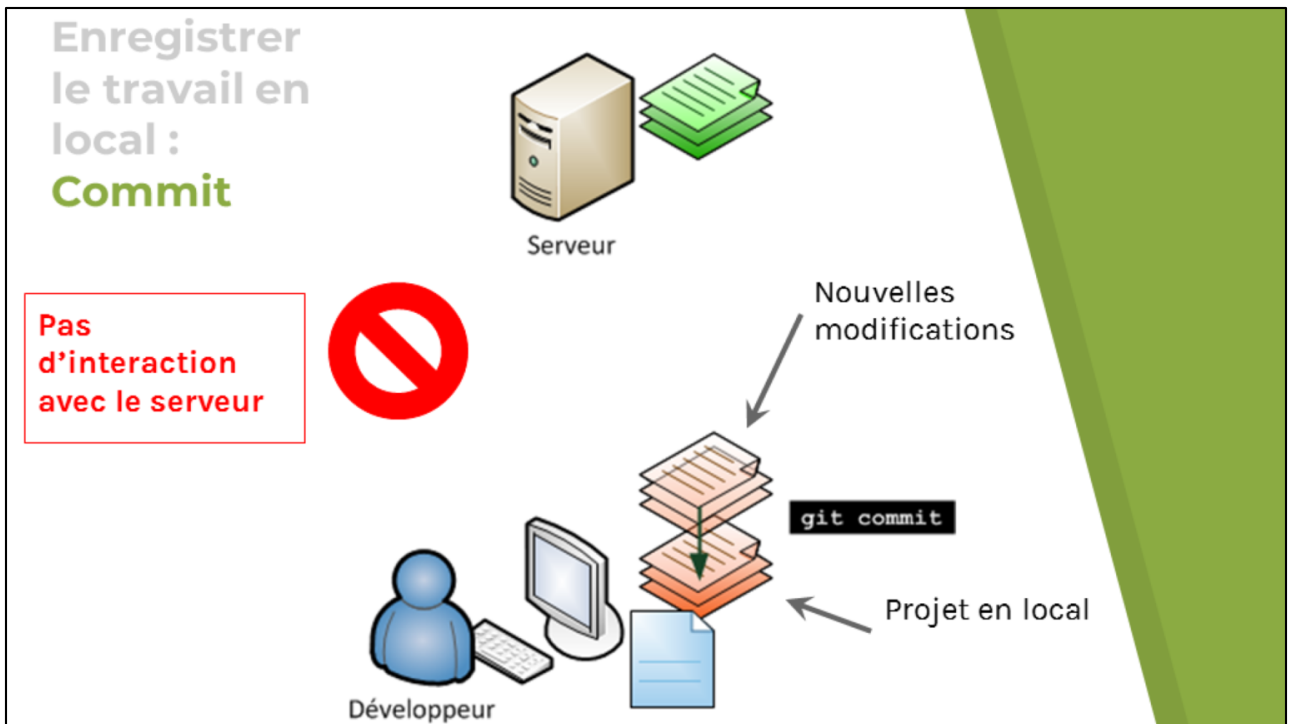 Enregistrer
le travail en
local :
Commit
Serveur
Pas
d’interaction
avec le serveur
Nouvelles
modifications
git commit
Projet en local
Développeur